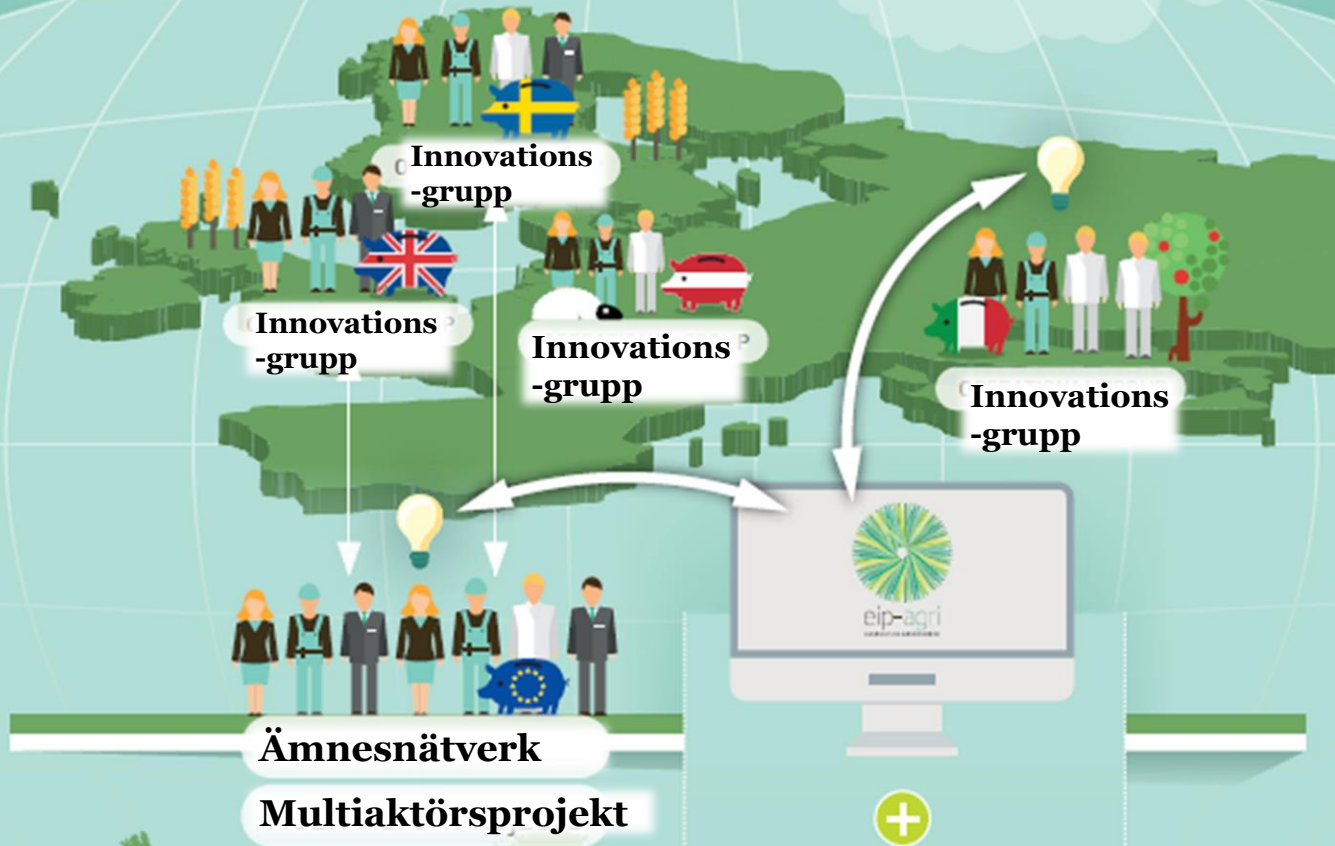 Innovations
-grupp
Innovations
-grupp
Innovations
-grupp
Innovations
-grupp
eip-agri
Ämnesnätverk
Multiaktörsprojekt